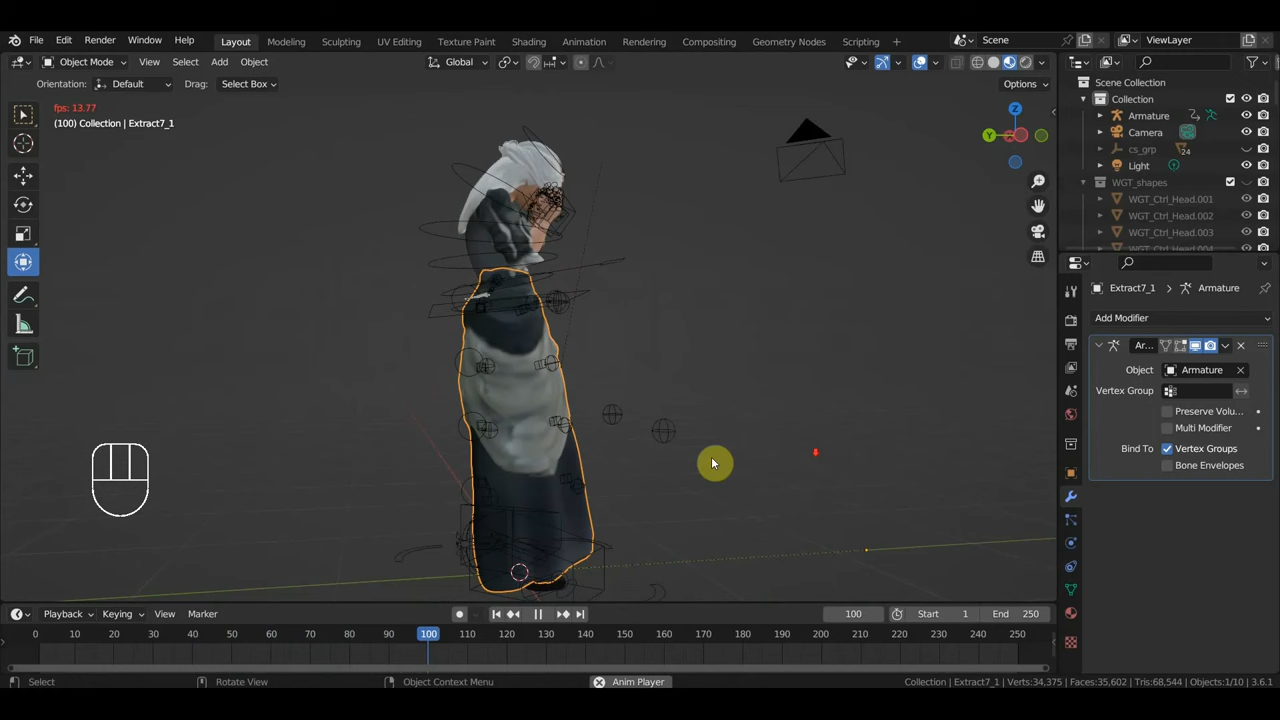 File Edit Render Window Help Layout Modeling Sculpting UV Editing Texture Paint Shading Animation Rendering Compositing Geometry Nodes Scripting + Scene ViewLayer
Object Mode View Select Add Object Global Options
Orientation: Default Drag: Select Box
fps: 13.77
(100) Collection | Extract7_1
Z
Y
Scene Collection
Collection
Armature
Camera
cs_grp 24
Light
WGT_shapes
WGT_Ctrl_Head.001
WGT_Ctrl_Head.002
WGT_Ctrl_Head.003
WGT_Ctrl_Head.004
Extract7_1 > Armature
Add Modifier
Ar...
Object Armature
Vertex Group
Preserve Volu...
Multi Modifier
Bind To Vertex Groups
Bone Envelopes
Playback Keying View Marker 100 Start 1 End 250
0 10 20 30 40 50 60 70 80 90 100 110 120 130 140 150 160 170 180 190 200 210 220 230 240 250
Select Rotate View Object Context Menu Anim Player Collection | Extract7_1 | Verts:34,375 | Faces:35,602 | Tris:68,544 | Objects:1/10 | 3.6.1